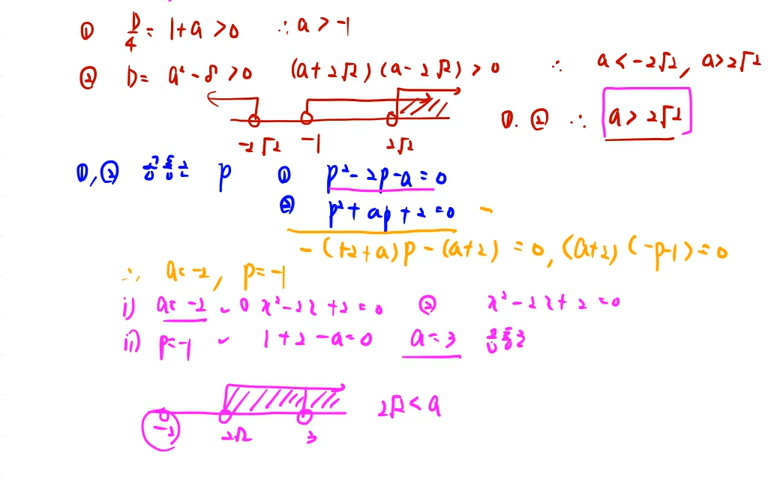 ① D/4 = 1+a > 0 ∴ a > -1
② D = a² - 8 > 0 (a+2√2)(a-2√2) > 0 ∴ a < -2√2, a > 2√2
-2√2 -1 2√2 ①. ② ∴ a > 2√2
①, ② 공통근 p ① p² - 2p - a = 0
② p² + ap + 2 = 0 -
-(+2+a)p - (a+2) = 0, (a+2)(-p-1) = 0
∴ a = -2, p = -1
i) a = -2 ~ ① x² - 2x + 2 = 0 ② x² - 2x + 2 = 0
ii) p = -1 ~ 1 + 2 - a = 0 a = 3
-2 2√2 3 2√2 < a